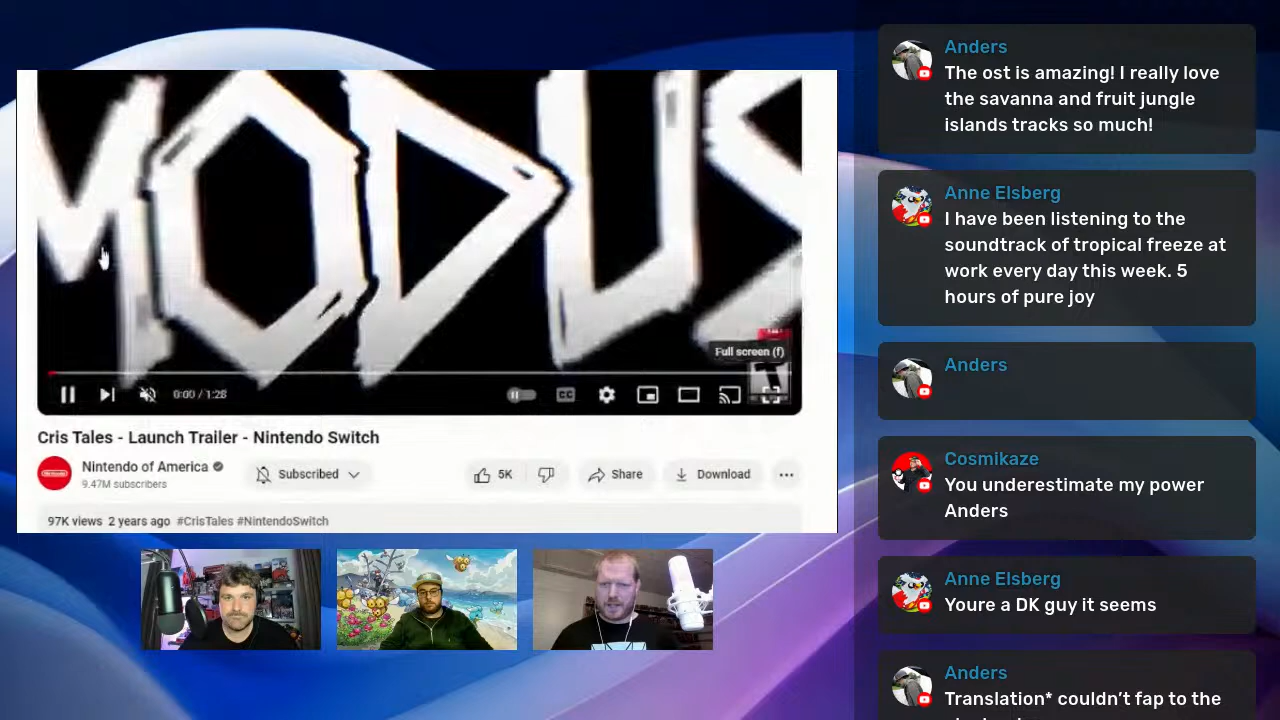 MODUS
Full screen (f)
0:00 / 1:28
CC
Cris Tales - Launch Trailer - Nintendo Switch
Nintendo of America
9.47M subscribers
Subscribed
5K
Share
Download
97K views 2 years ago #CrisTales #NintendoSwitch
Anders
The ost is amazing! I really love
the savanna and fruit jungle
islands tracks so much!
Anne Elsberg
I have been listening to the
soundtrack of tropical freeze at
work every day this week. 5
hours of pure joy
Anders
Cosmikaze
You underestimate my power
Anders
Anne Elsberg
Youre a DK guy it seems
Anders
Translation* couldn't fap to the